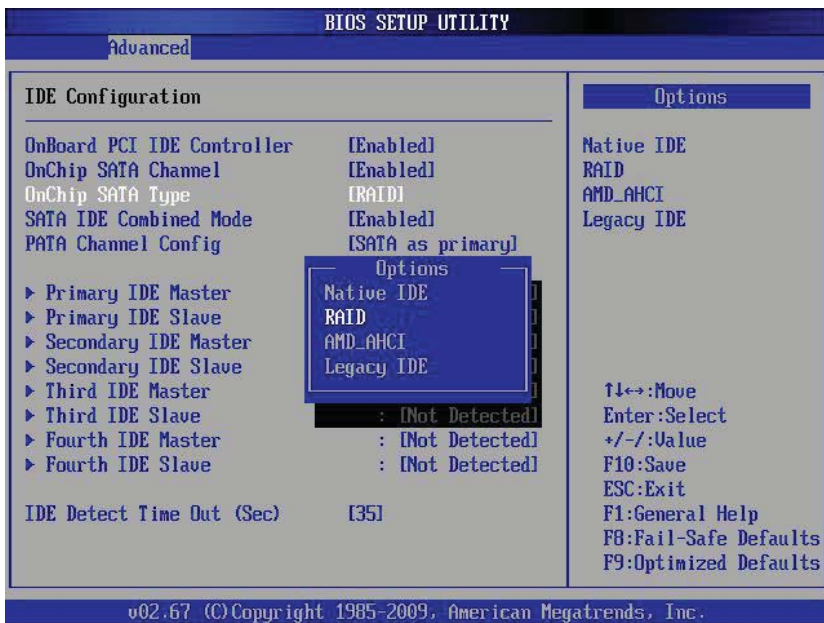 BIOS SETUP UTILITY
Advanced
IDE Configuration
OnBoard PCI IDE Controller [Enabled]
OnChip SATA Channel [Enabled]
OnChip SATA Type [RAID]
SATA IDE Combined Mode [Enabled]
PATA Channel Config [SATA as primary]
▶ Primary IDE Master ]
▶ Primary IDE Slave ]
▶ Secondary IDE Master ]
▶ Secondary IDE Slave ]
▶ Third IDE Master ]
▶ Third IDE Slave : [Not Detected]
▶ Fourth IDE Master : [Not Detected]
▶ Fourth IDE Slave : [Not Detected]
IDE Detect Time Out (Sec) [35]
Options
Native IDE
RAID
AMD_AHCI
Legacy IDE
Options
Native IDE
RAID
AMD_AHCI
Legacy IDE
↑↓↔:Move
Enter:Select
+/-/:Value
F10:Save
ESC:Exit
F1:General Help
F8:Fail-Safe Defaults
F9:Optimized Defaults
v02.67 (C)Copyright 1985-2009, American Megatrends, Inc.